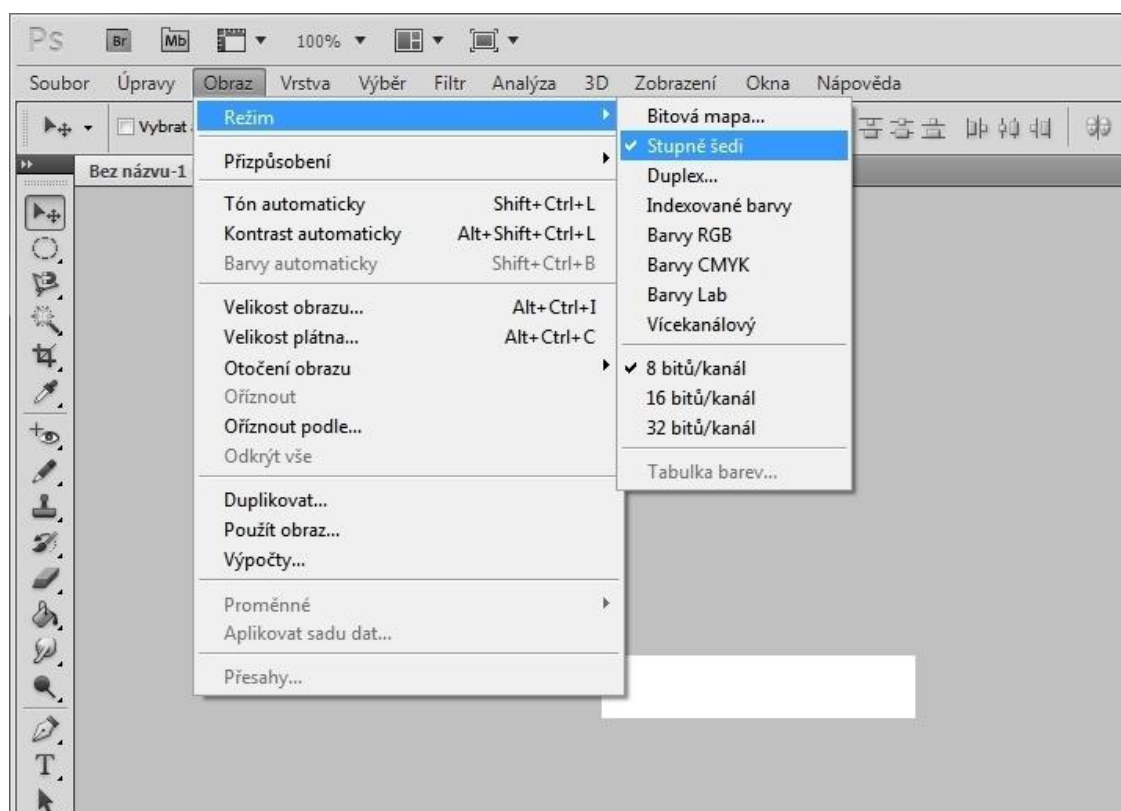 Ps Br Mb 100%
Soubor Úpravy Obraz Vrstva Výběr Filtr Analýza 3D Zobrazení Okna Nápověda
Vybrat
Bez názvu-1
Režim
Přizpůsobení
Tón automaticky Shift+Ctrl+L
Kontrast automaticky Alt+Shift+Ctrl+L
Barvy automaticky Shift+Ctrl+B
Velikost obrazu... Alt+Ctrl+I
Velikost plátna... Alt+Ctrl+C
Otočení obrazu
Oříznout
Oříznout podle...
Odkrýt vše
Duplikovat...
Použít obraz...
Výpočty...
Proměnné
Aplikovat sadu dat...
Přesahy...
Bitová mapa...
Stupně šedi
Duplex...
Indexované barvy
Barvy RGB
Barvy CMYK
Barvy Lab
Vícekanálový
8 bitů/kanál
16 bitů/kanál
32 bitů/kanál
Tabulka barev...
T